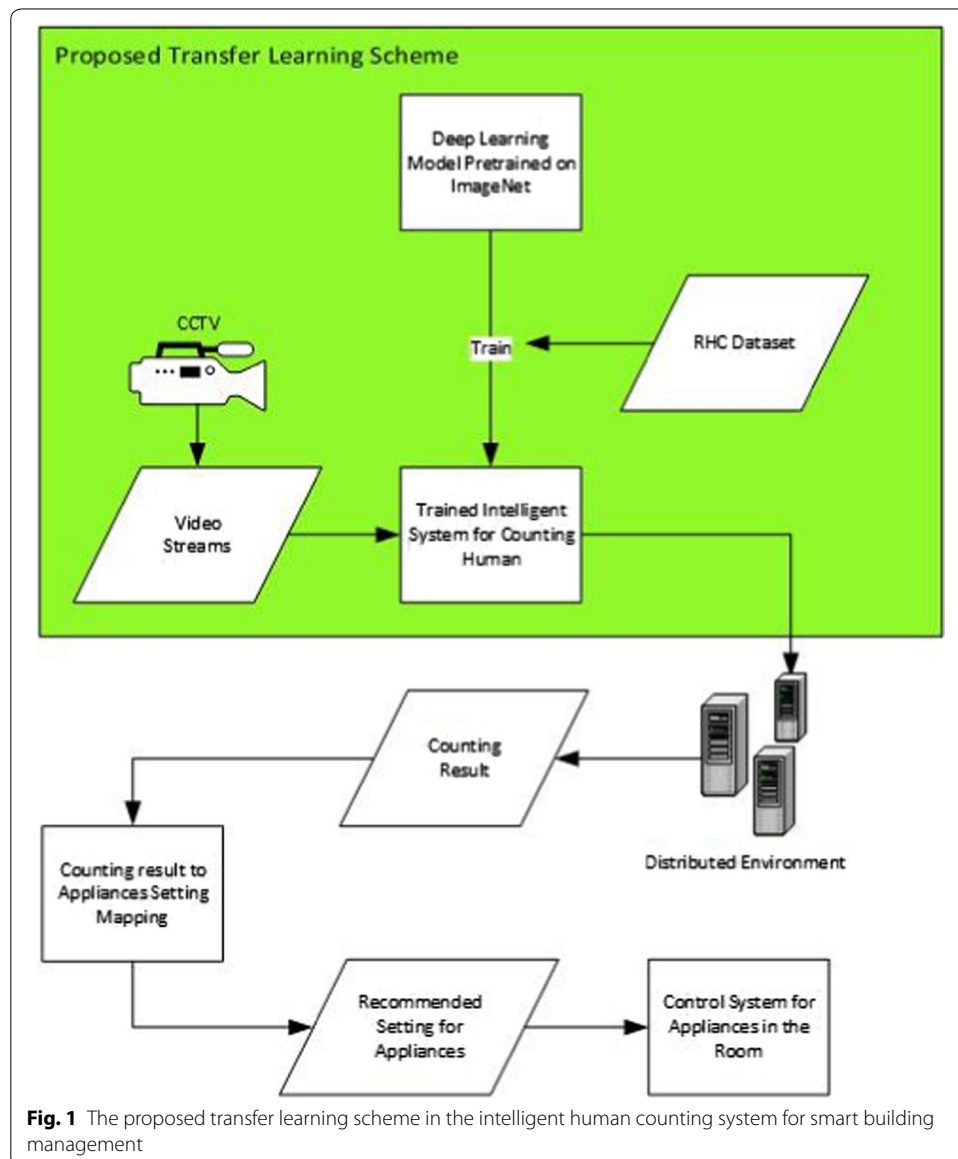 Proposed Transfer Learning Scheme
Deep Learning
Model Pretrained on
ImageNet
CCTV
Train
RHC Dataset
Video
Streams
Trained Intelligent
System for Counting
Human
Counting
Result
Distributed Environment
Counting result to
Appliances Setting
Mapping
Recommended
Setting for
Appliances
Control System for
Appliances in the
Room
Fig. 1 The proposed transfer learning scheme in the intelligent human counting system for smart building
management